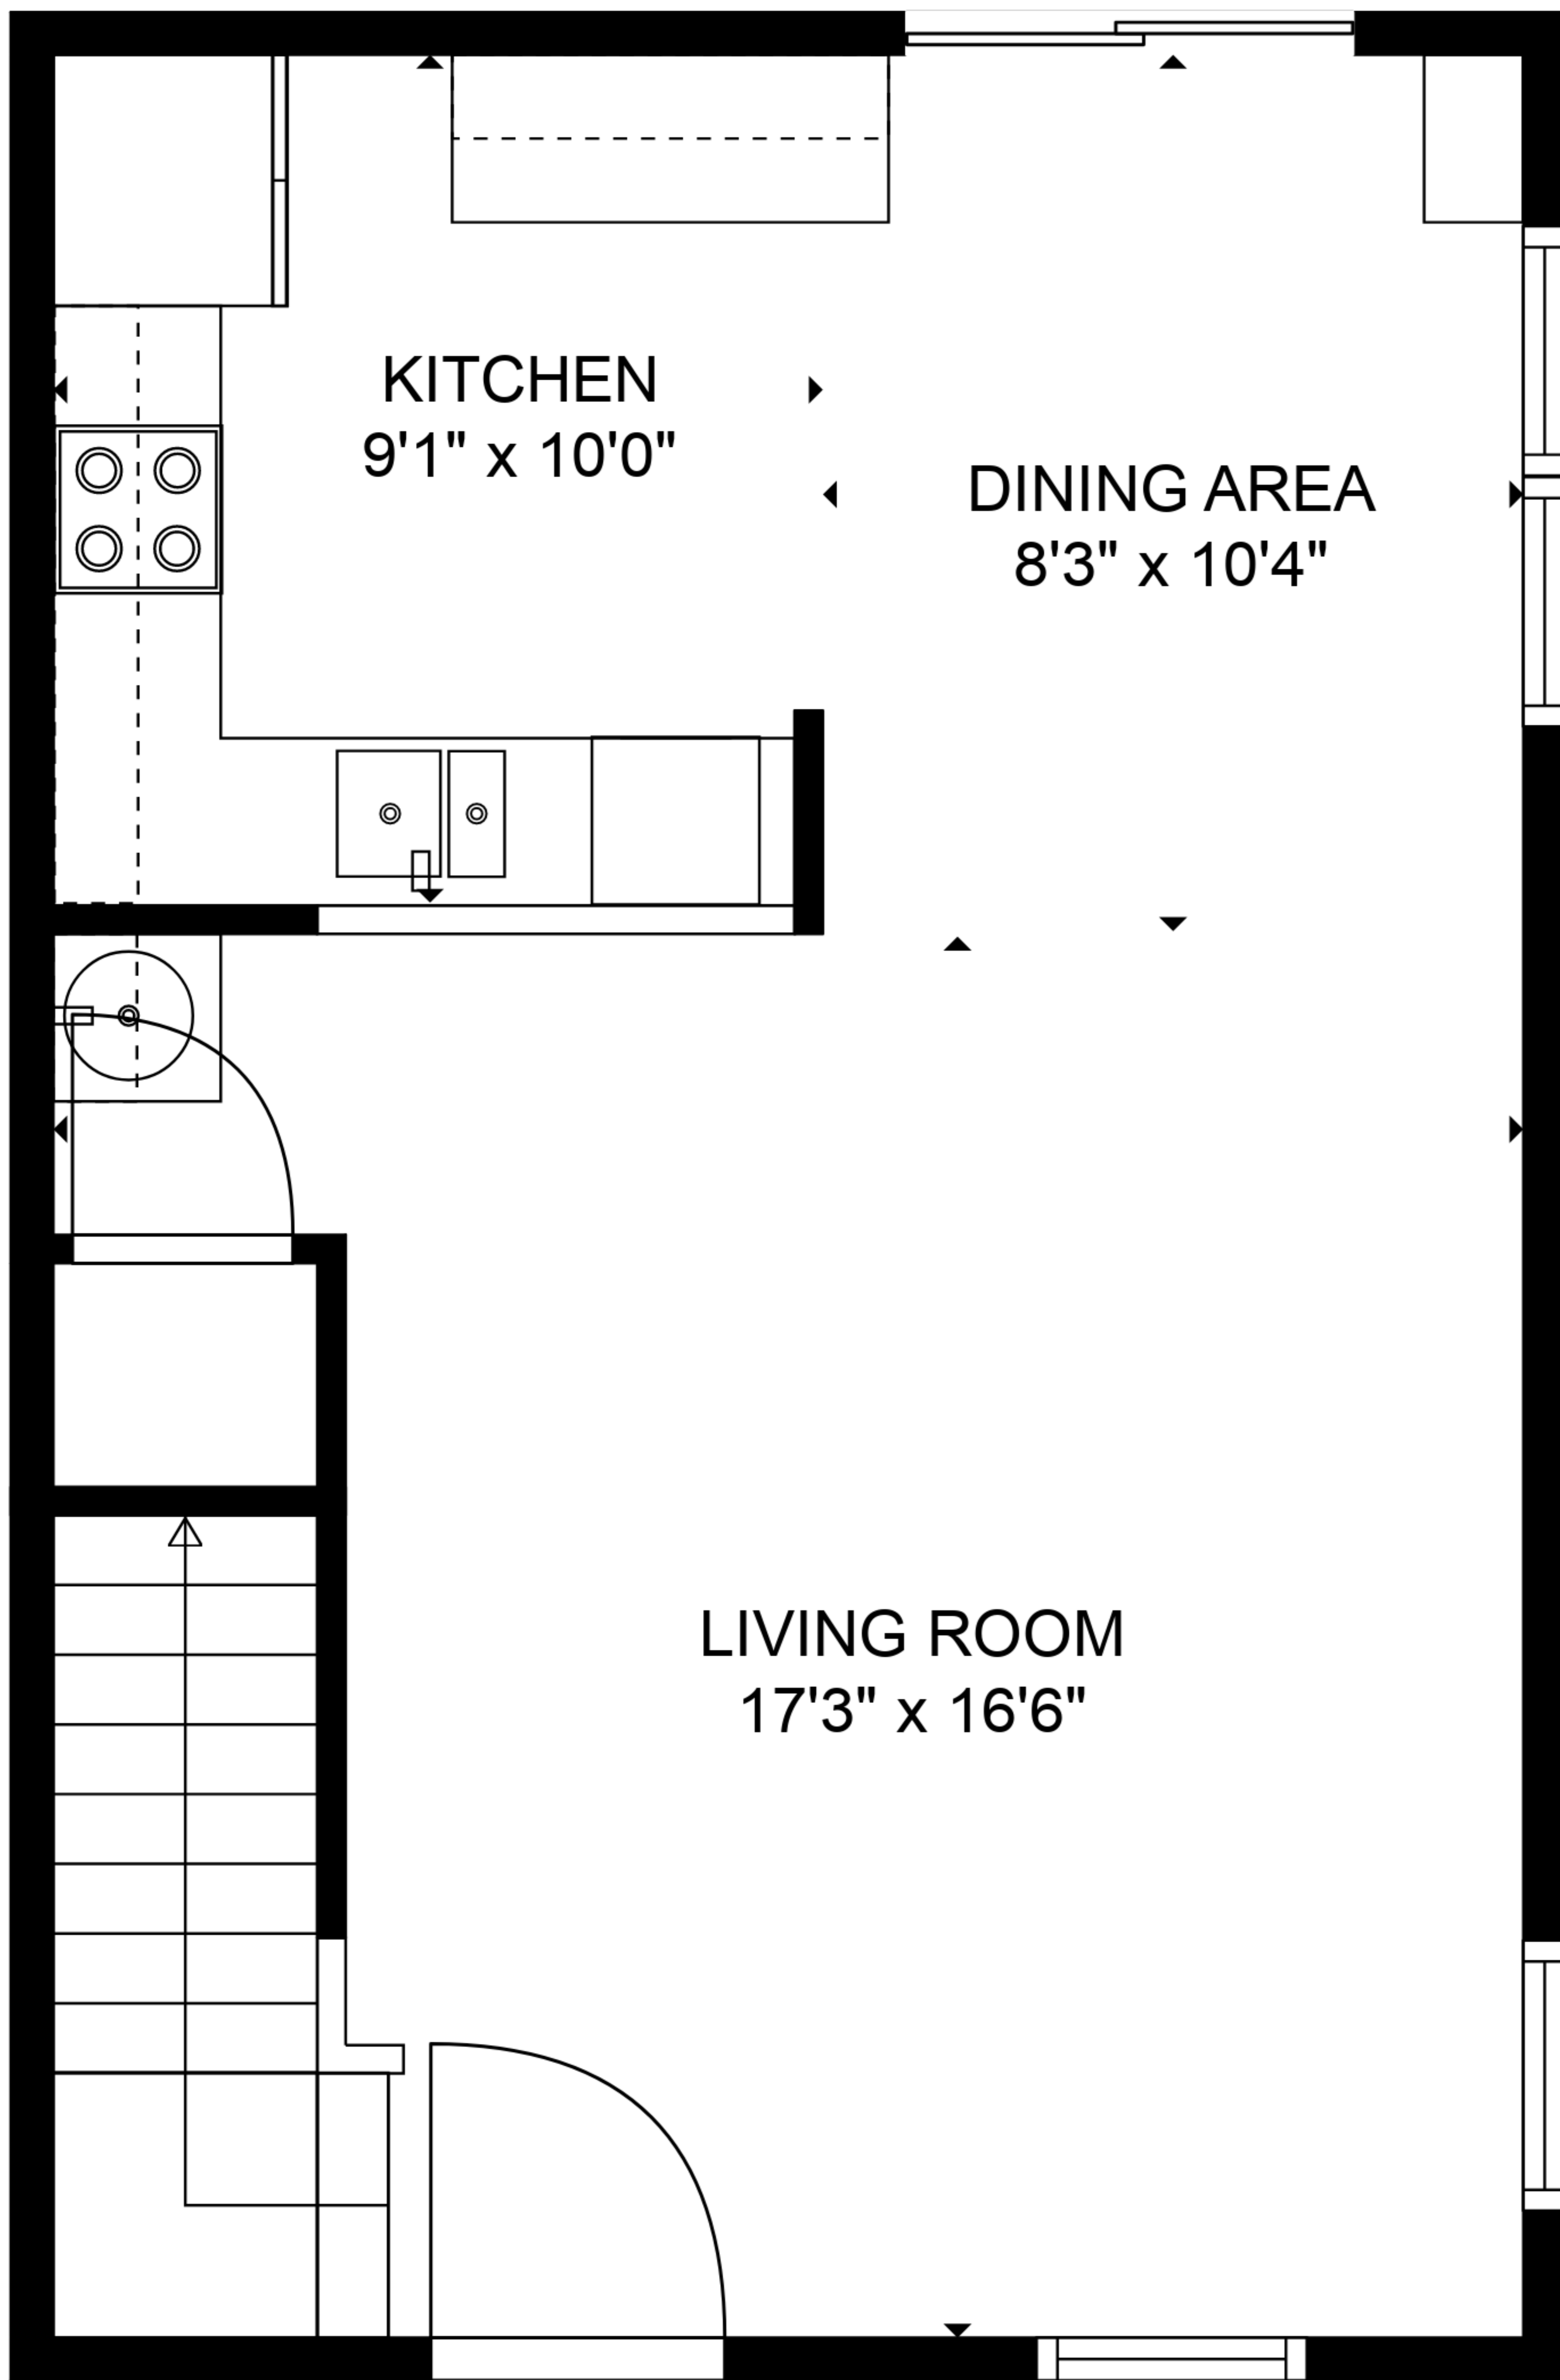 KITCHEN
9'1" x 10'0"
DINING AREA
8'3" x 10'4"
LIVING ROOM
17'3" x 16'6"